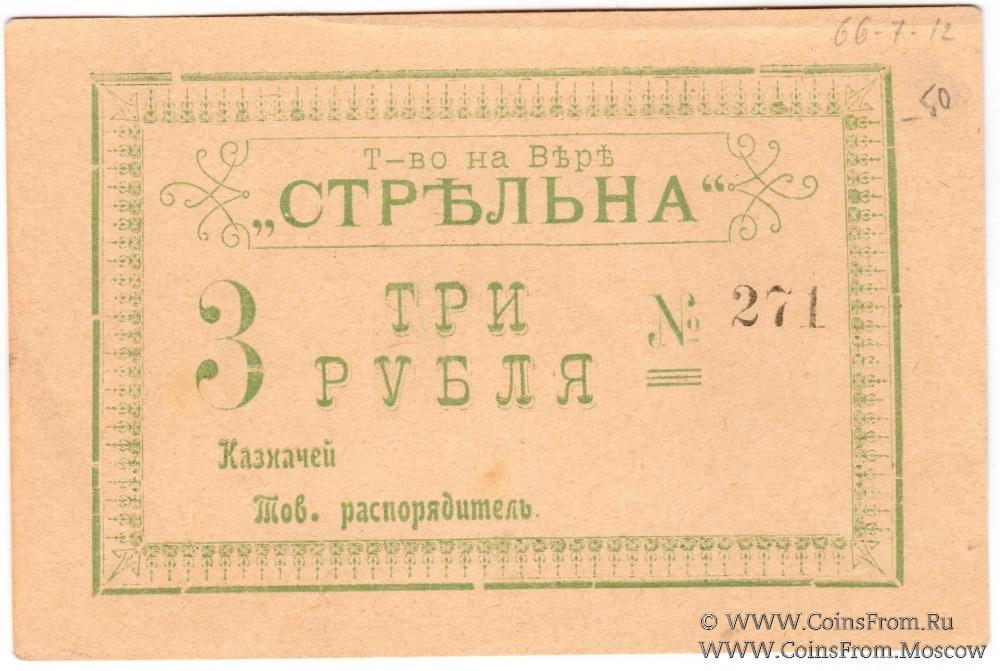 66-7-12
-50
Т-во на Вѣрѣ
„СТРѢЛЬНА“
3 ТРИ РУБЛЯ № 271
Казначей
Тов. распорядитель
© WWW.CoinsFrom.Ru
WWW.CoinsFrom.Moscow